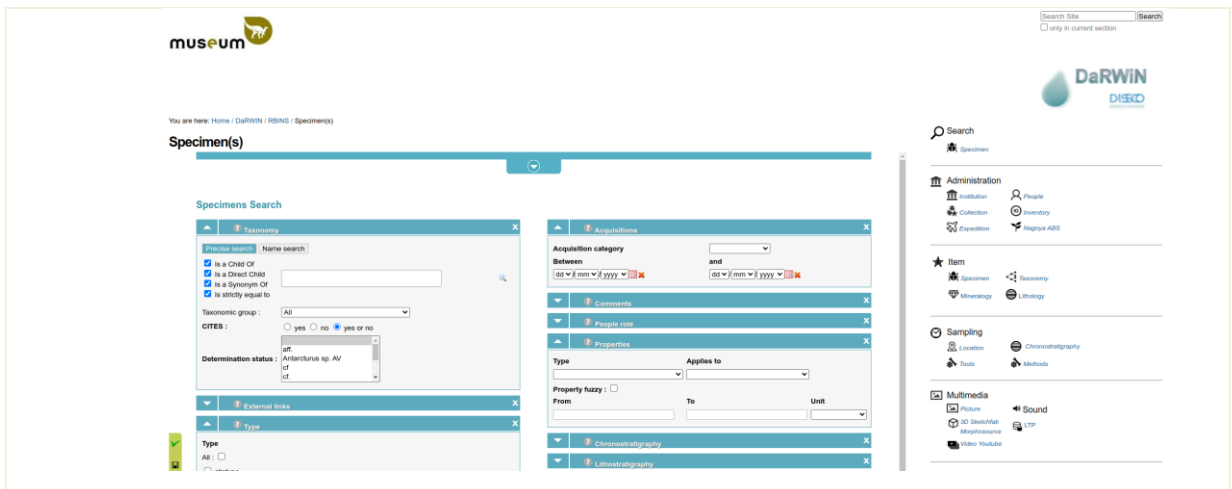 museum
Search Site
Search
only in current section
DaRWiN
DISSCO
You are here: Home / DaRWIN / RBINS / Specimen(s)
Specimen(s)
Specimens Search
Taxonomy X
Precise search Name search
Is a Child Of
Is a Direct Child
Is a Synonym Of
Is strictly equal to
Taxonomic group : All
CITES : yes no yes or no
Determination status :
aff.
Antarcturus sp. AV
cf
cf.
External links X
Type X
Type
All :
Acquisitions X
Acquisition category
Between and
dd / mm / yyyy dd / mm / yyyy
Comments X
People role X
Properties X
Type Applies to
Property fuzzy :
From To Unit
Chronostratigraphy X
Lithostratigraphy X
Search
Specimen
Administration
Institution People
Collection Inventory
Expedition Nagoya ABS
Item
Specimen Taxonomy
Mineralogy Lithology
Sampling
Location Chronostratigraphy
Tools Methods
Multimedia
Picture Sound
3D Sketchfab LTP
Morphosource
Video Youtube